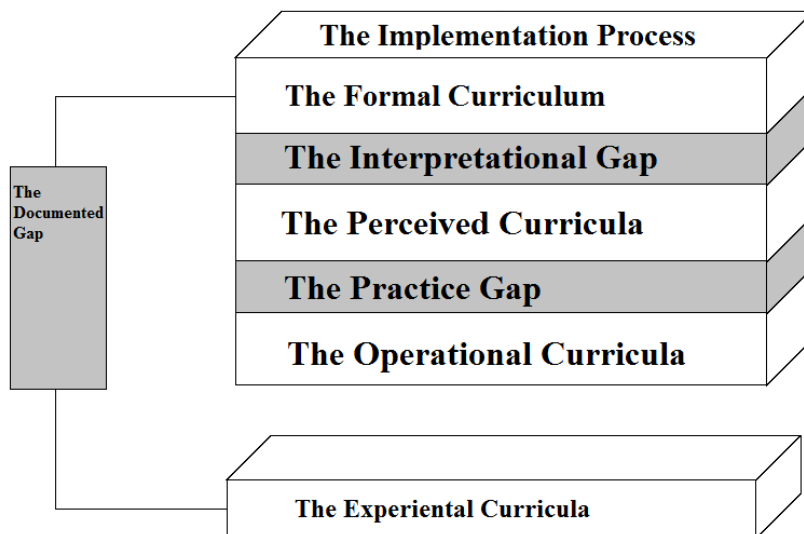 The Implementation Process
The Formal Curriculum
The Interpretational Gap
The
Documented
Gap
The Perceived Curricula
The Practice Gap
The Operational Curricula
The Experiental Curricula